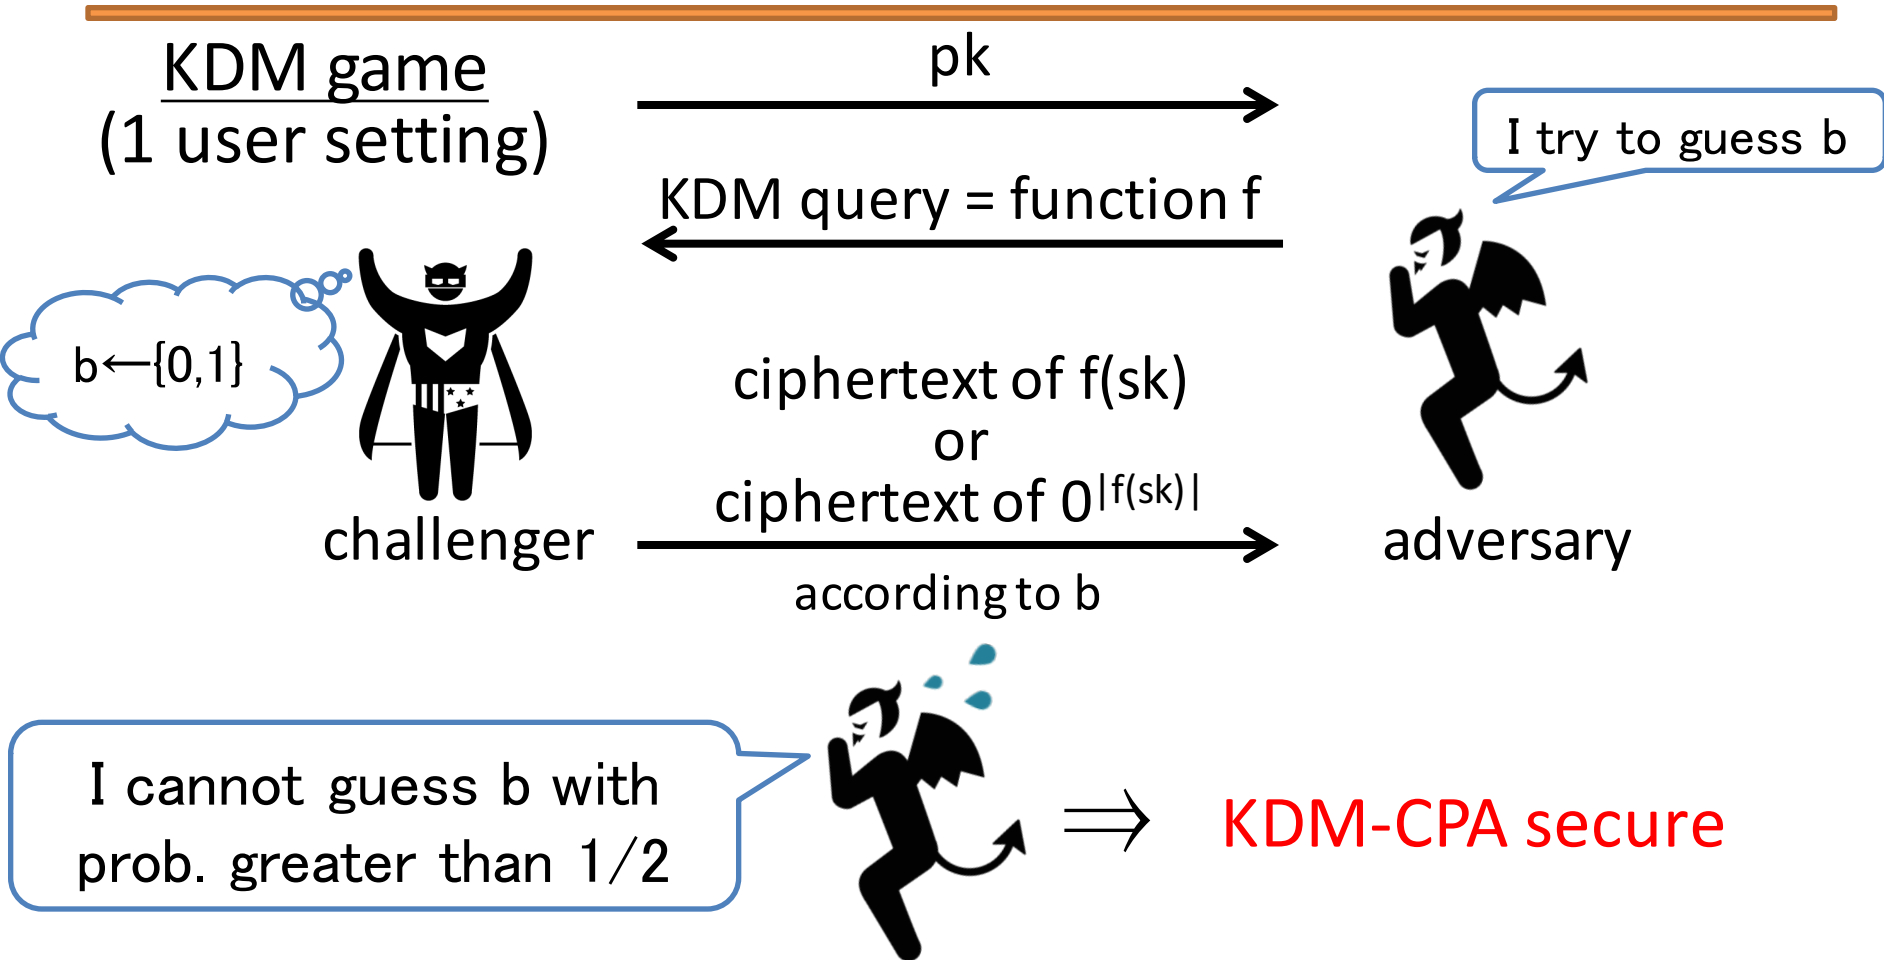 KDM game
(1 user setting)
pk
I try to guess b
KDM query = function f
b←{0,1}
ciphertext of f(sk)
or
ciphertext of 0^|f(sk)|
challenger
adversary
according to b
I cannot guess b with
prob. greater than 1/2
⇒ KDM-CPA secure